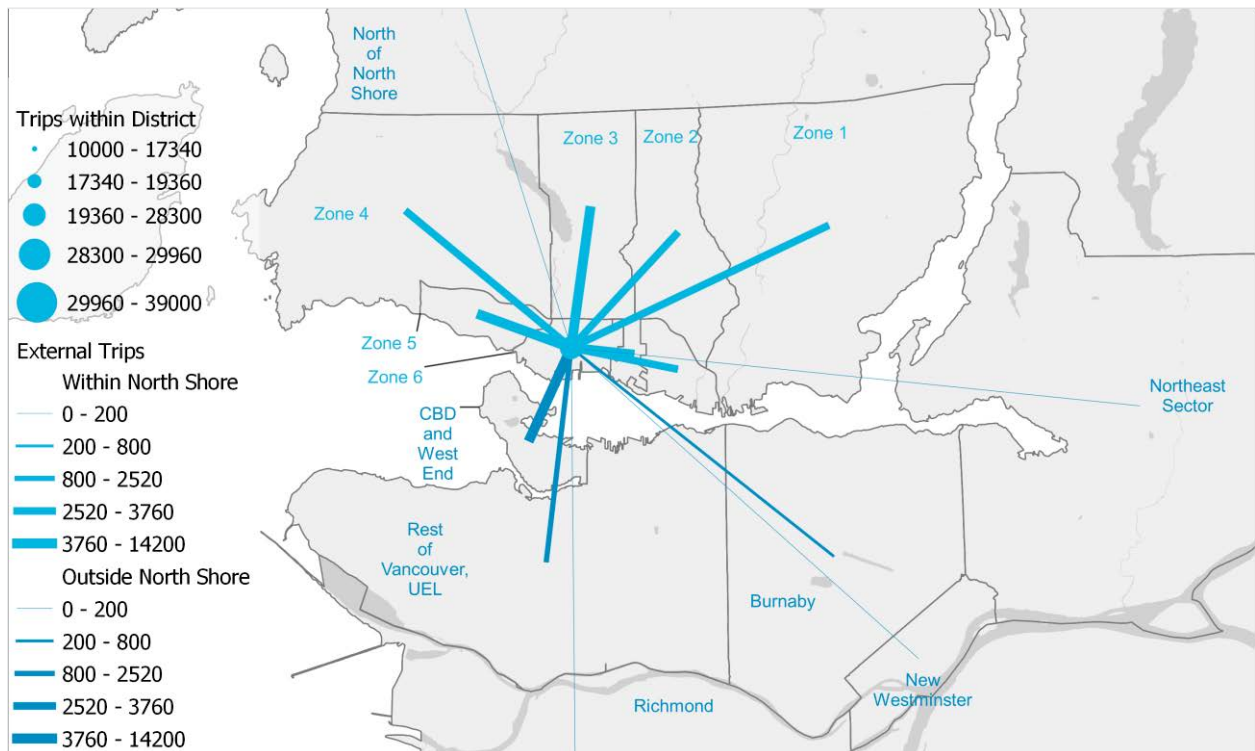 Trips within District
10000 - 17340
17340 - 19360
19360 - 28300
28300 - 29960
29960 - 39000
External Trips
Within North Shore
0 - 200
200 - 800
800 - 2520
2520 - 3760
3760 - 14200
Outside North Shore
0 - 200
200 - 800
800 - 2520
2520 - 3760
3760 - 14200
North
of
North
Shore
Zone 3
Zone 2
Zone 1
Zone 4
Zone 5
Zone 6
CBD
and
West
End
Northeast
Sector
Rest
of
Vancouver,
UEL
Burnaby
New
Westminster
Richmond